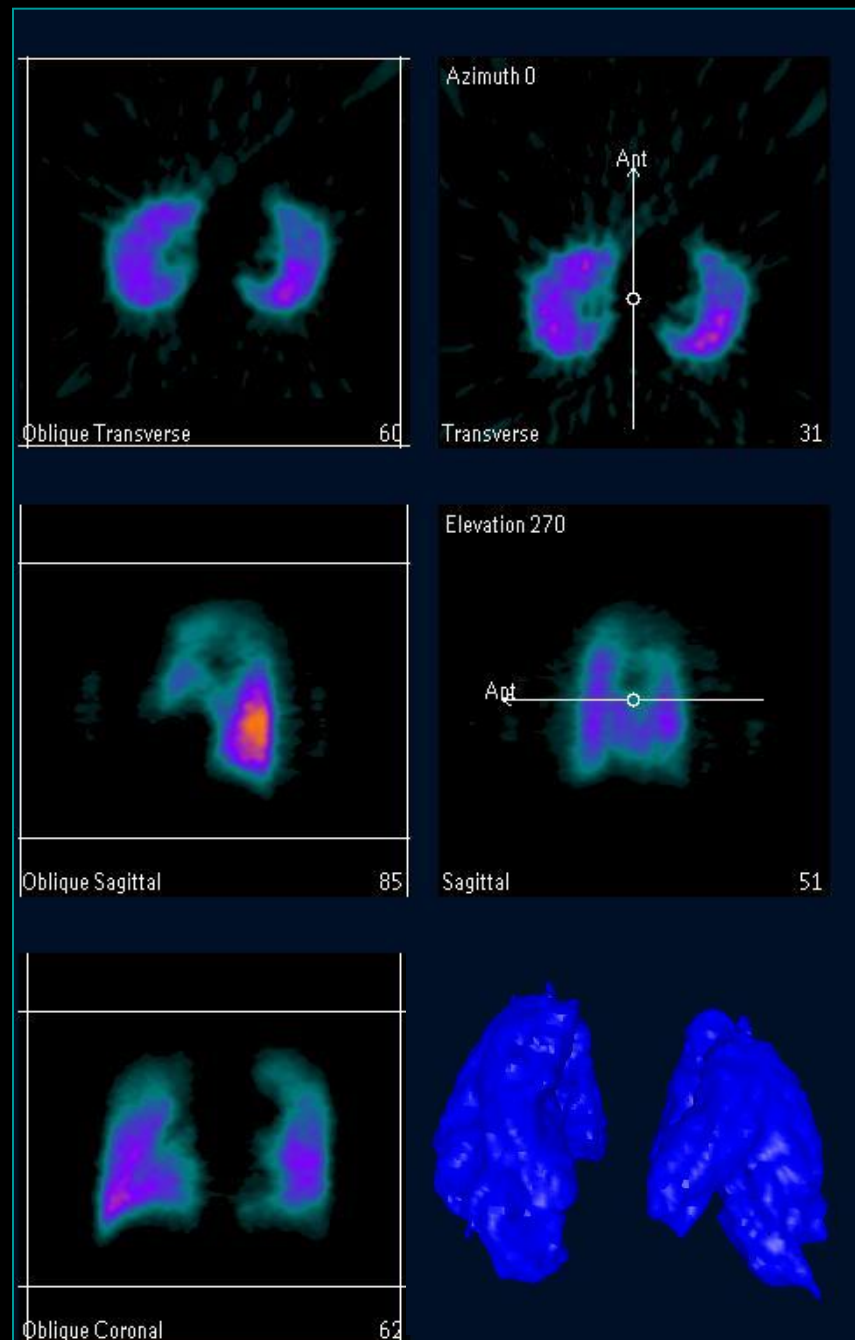 Azimuth 0
Ant
Oblique Transverse 60
Transverse 31
Elevation 270
Ant
Oblique Sagittal 85
Sagittal 51
Oblique Coronal 62